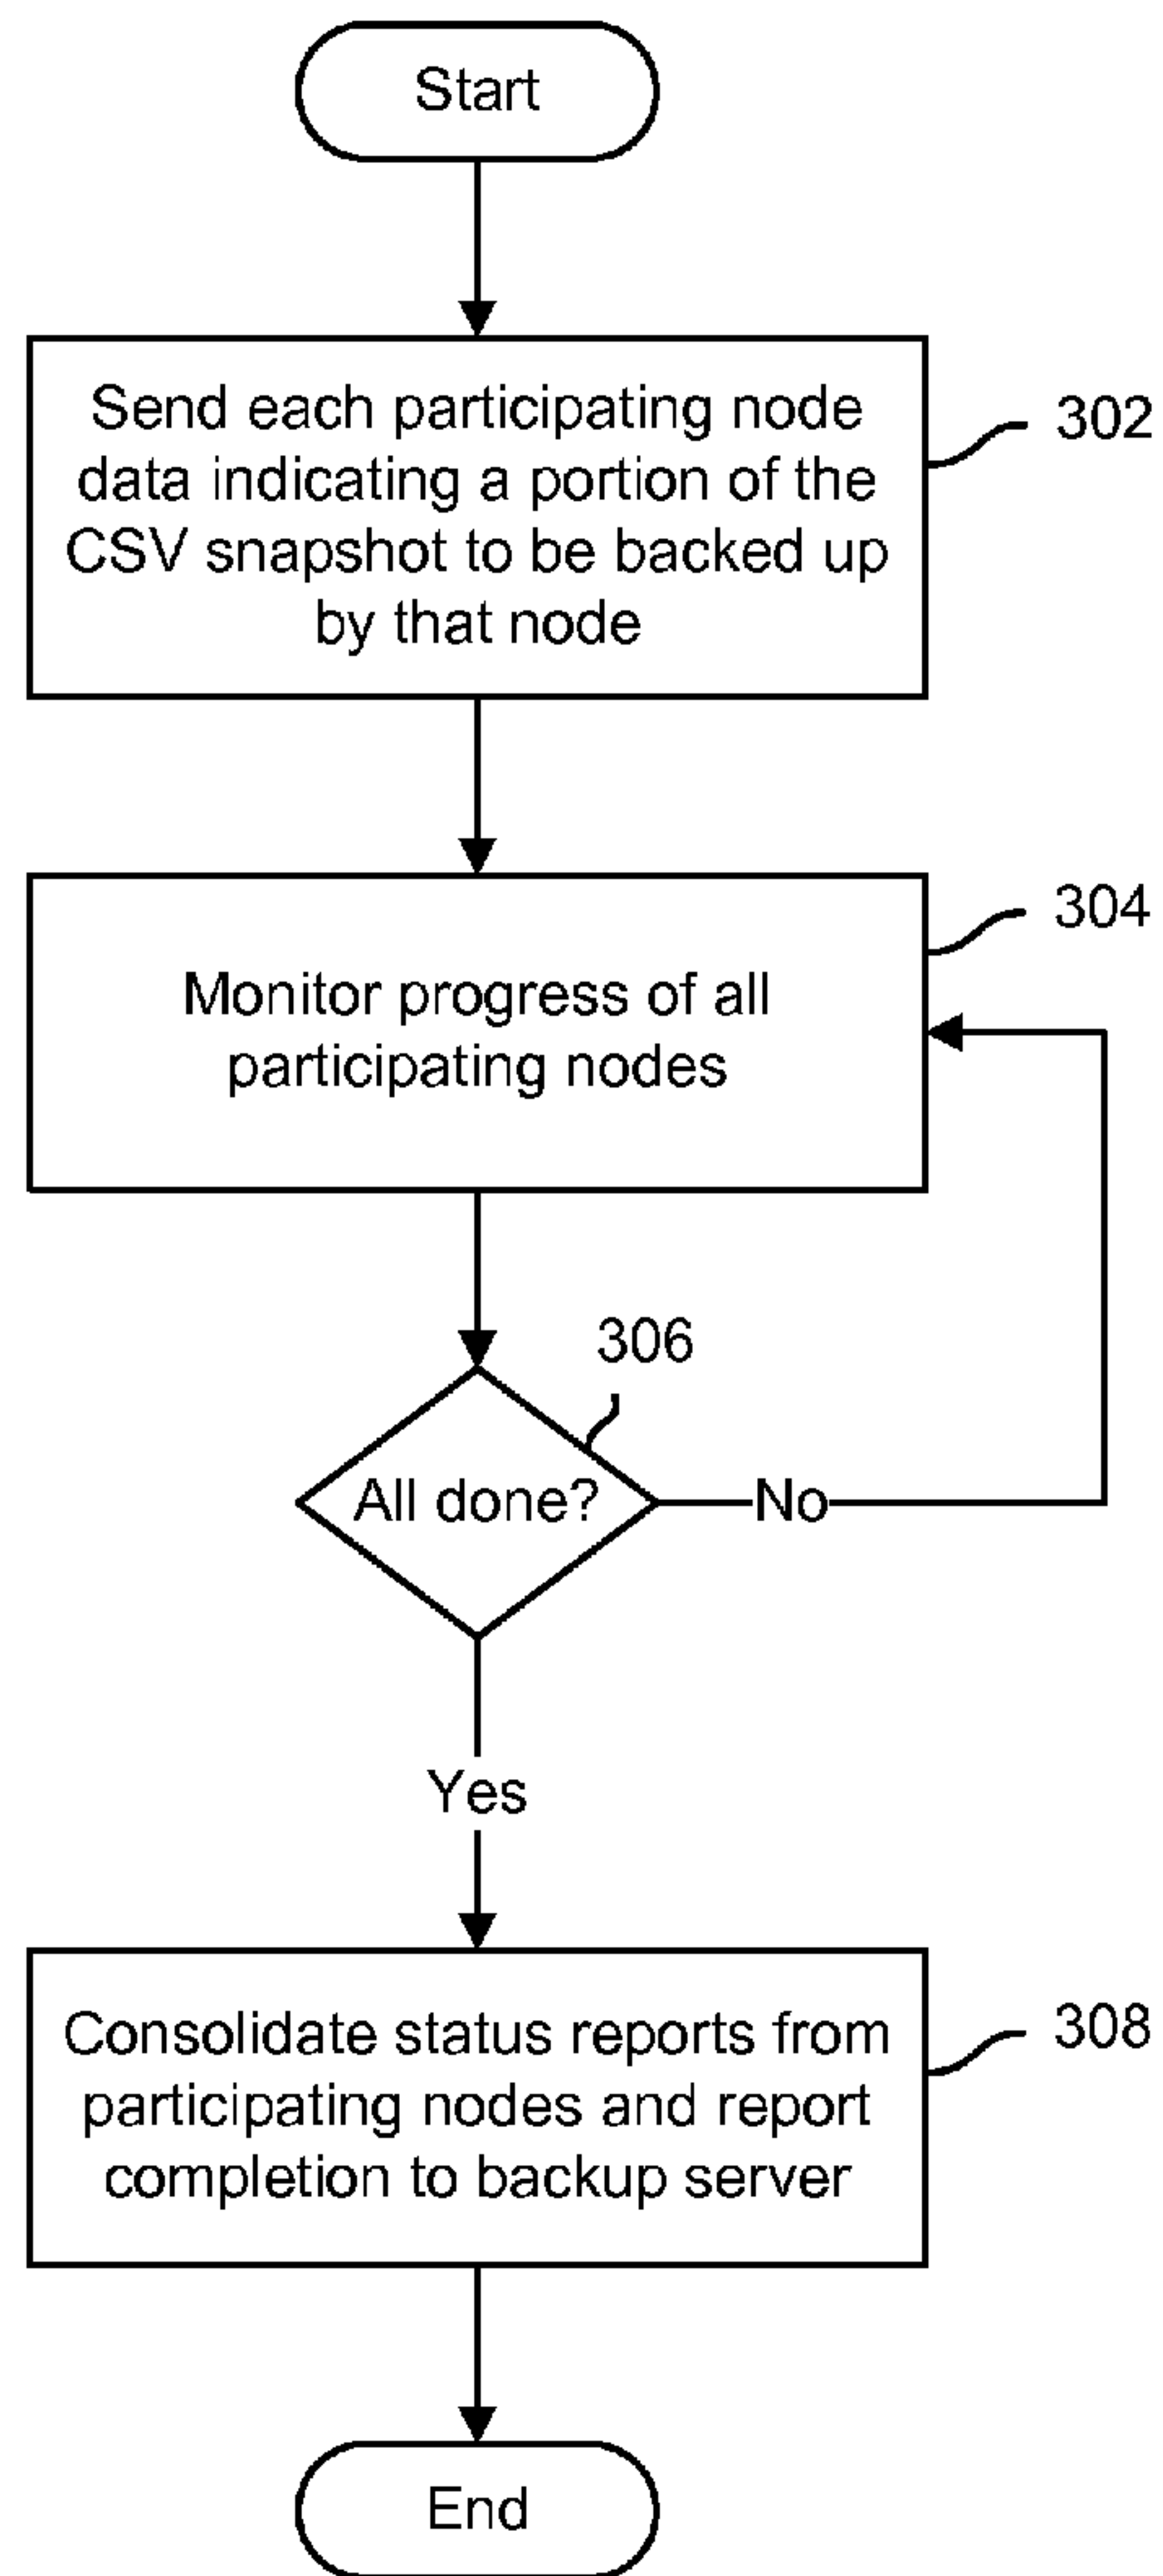 Start
Send each participating node
data indicating a portion of the
CSV snapshot to be backed up
by that node
302
Monitor progress of all
participating nodes
304
306
All done?
No
Yes
Consolidate status reports from
participating nodes and report
completion to backup server
308
End